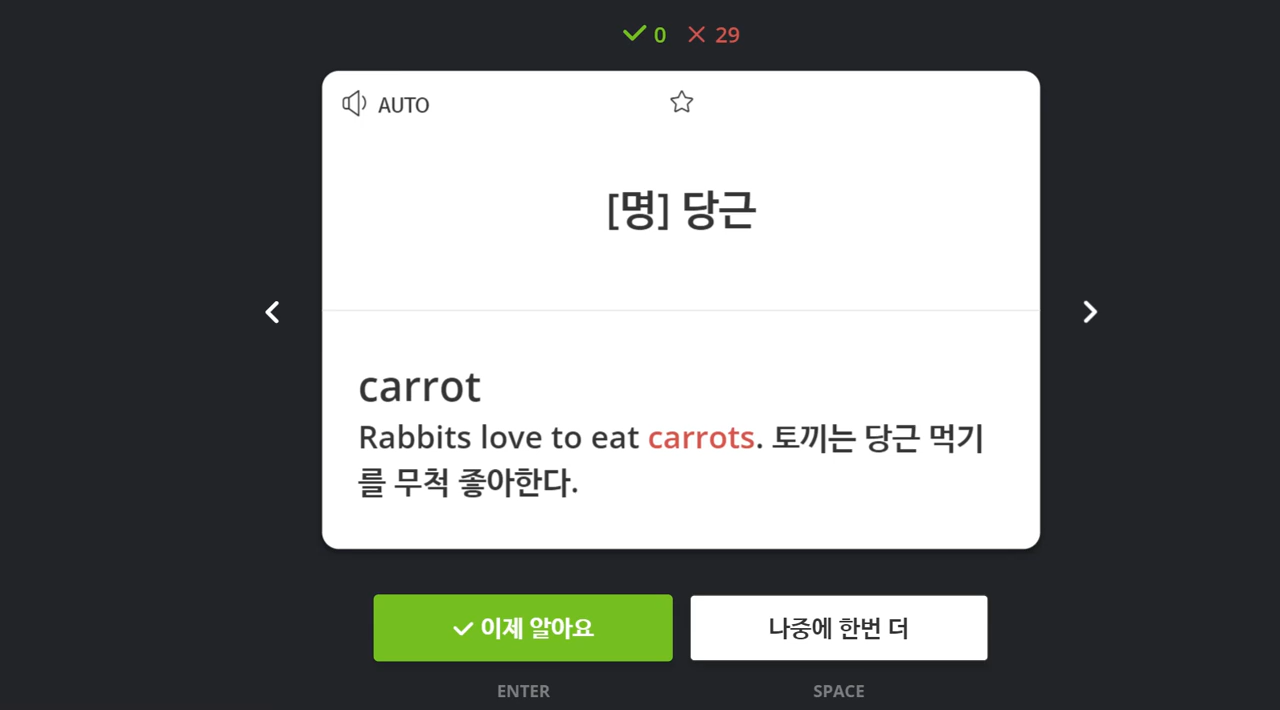 0 29
AUTO
[명] 당근
carrot
Rabbits love to eat carrots. 토끼는 당근 먹기
를 무척 좋아한다.
이제 알아요
나중에 한번 더
ENTER
SPACE